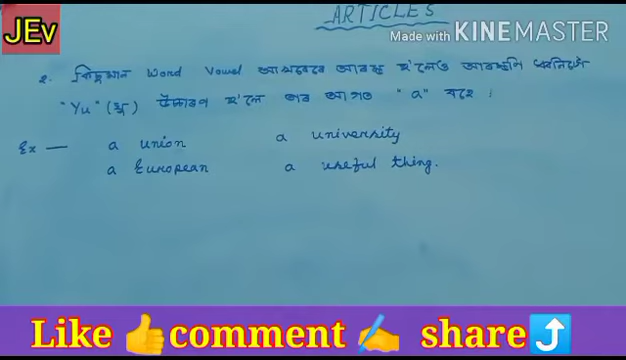 JEv
ARTICLES
Made with KINEMASTER
২. কিছুমান Word Vowel আখৰেৰে আৰম্ভ হ'লেও আৰম্ভণি ধ্বনিটো
"Yu" (য়ু) উচ্চাৰণ হ'লে তাৰ আগত "a" বহে।
Ex — a union a university
a European a useful thing.
Like 👍 comment ✍️ share ⤴️